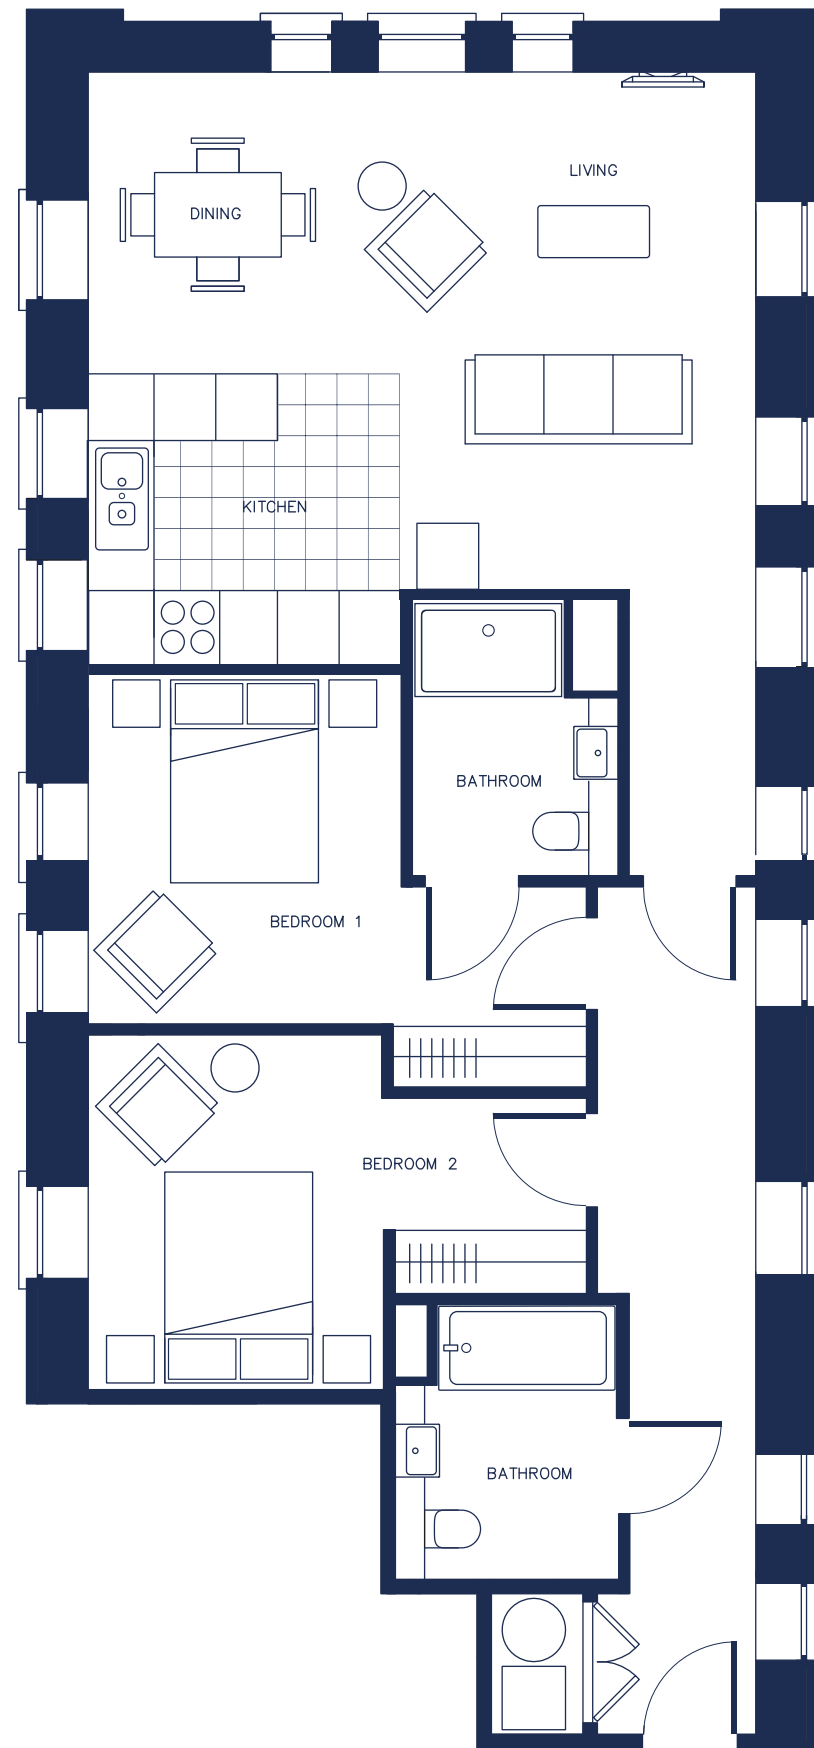 LIVING
DINING
KITCHEN
BATHROOM
BEDROOM 1
BEDROOM 2
BATHROOM